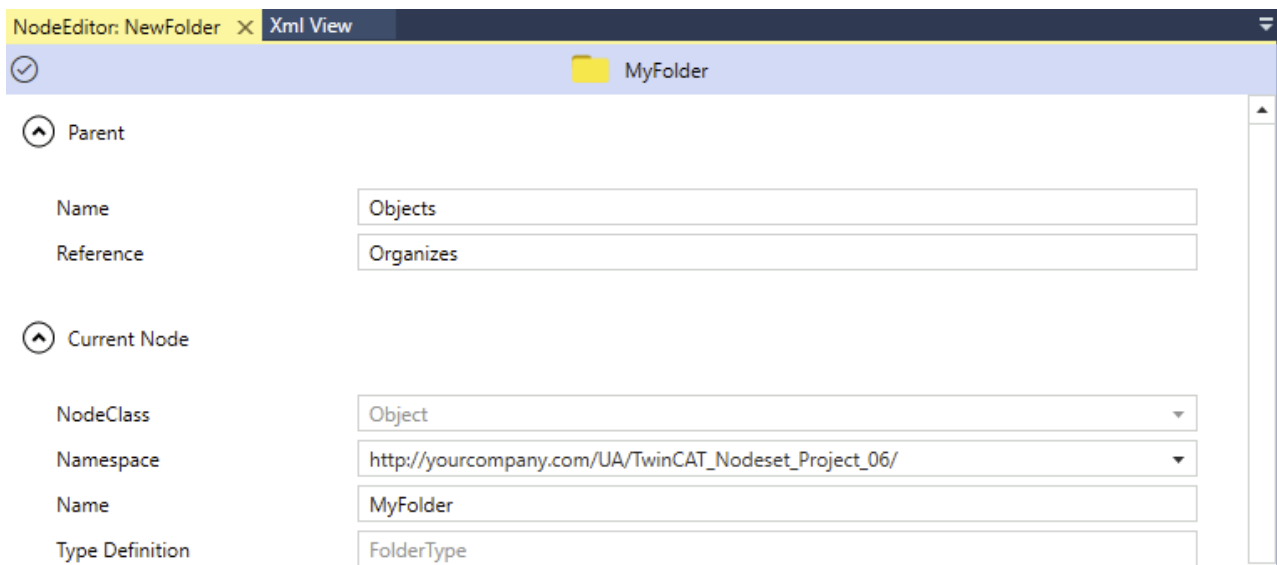 NodeEditor: NewFolder Xml View
MyFolder
Parent
Name Objects
Reference Organizes
Current Node
NodeClass Object
Namespace http://yourcompany.com/UA/TwinCAT_Nodeset_Project_06/
Name MyFolder
Type Definition FolderType